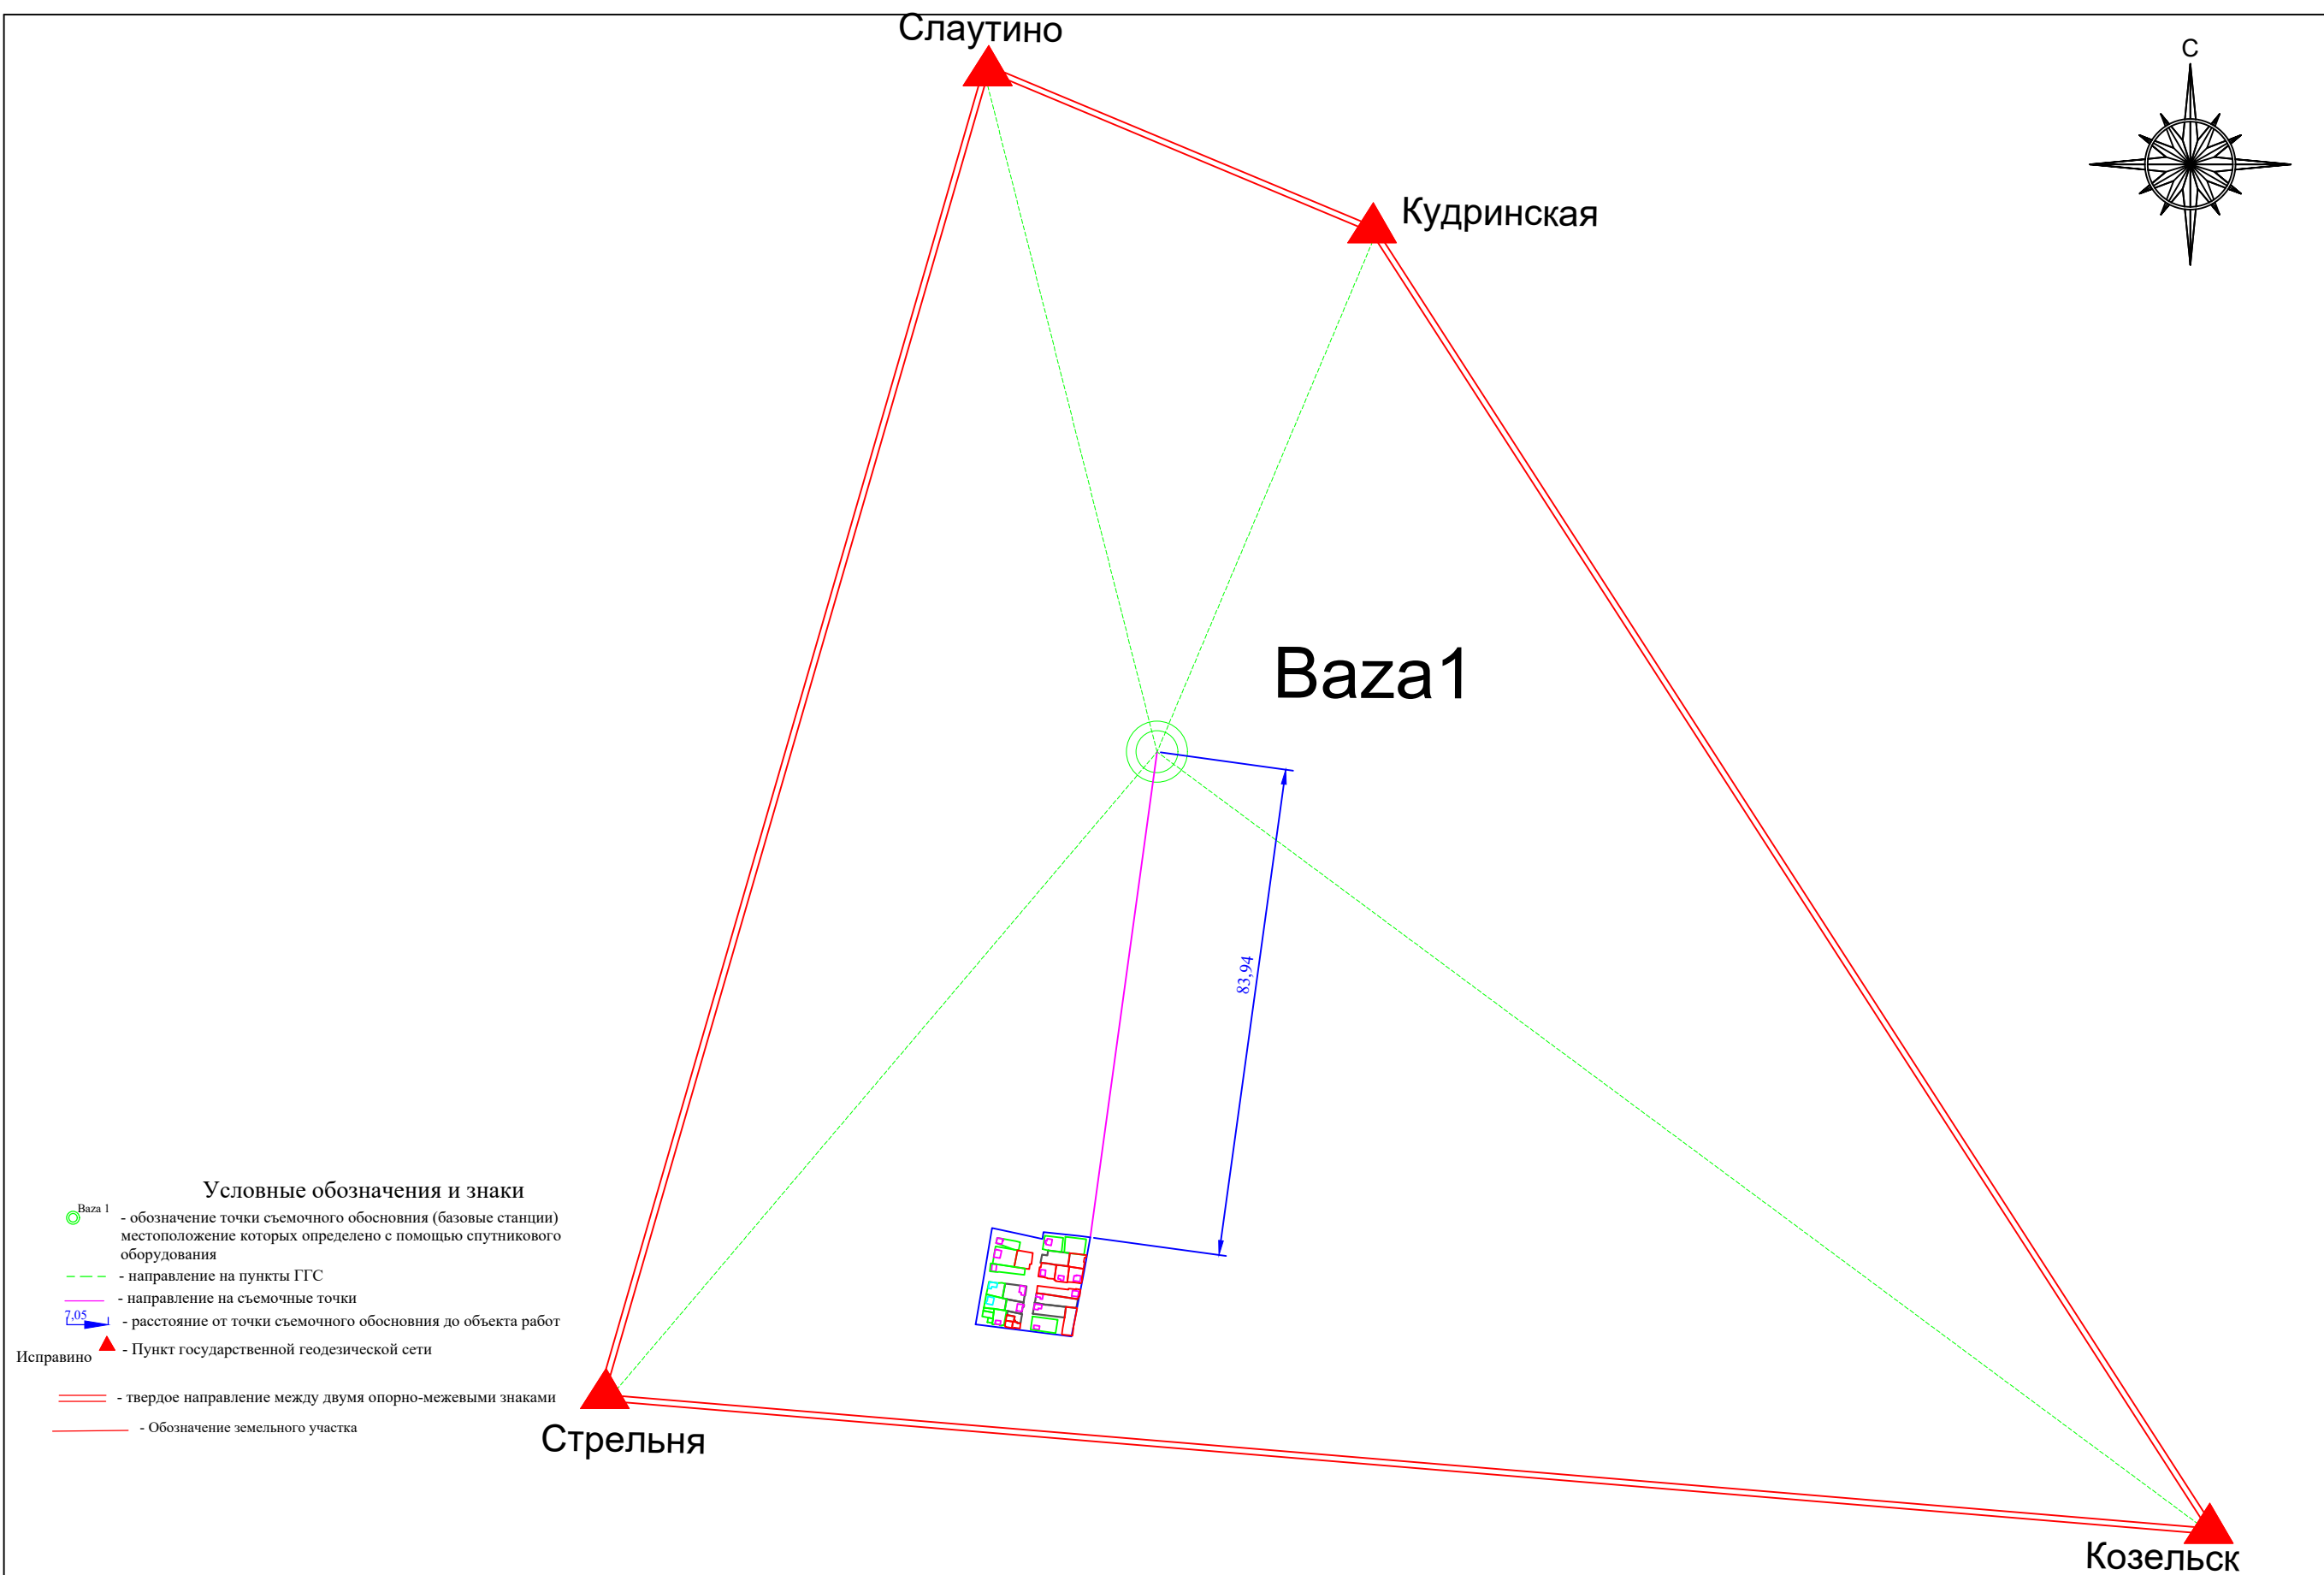 Слаутино
С
Кудринская
Baza1
83,94
Условные обозначения и знаки
Baza 1
- обозначение точки съемочного обосновния (базовые станции)
местоположение которых определено с помощью спутникового
оборудования
- направление на пункты ГГС
- направление на съемочные точки
7,05
- расстояние от точки съемочного обосновния до объекта работ
Исправино
- Пункт государственной геодезической сети
- твердое направление между двумя опорно-межевыми знаками
- Обозначение земельного участка
Стрельня
Козельск